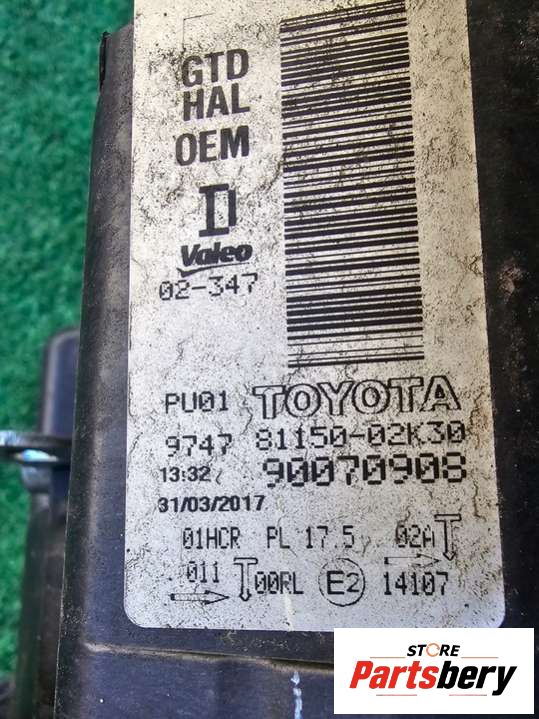 GTD
HAL
OEM
D
Valeo
02-347
PU01 TOYOTA
9747 81150-02K30
13:32 90070908
31/03/2017
01HCR PL 17.5 02A
011 00RL E2 14107
STORE
Partsbery